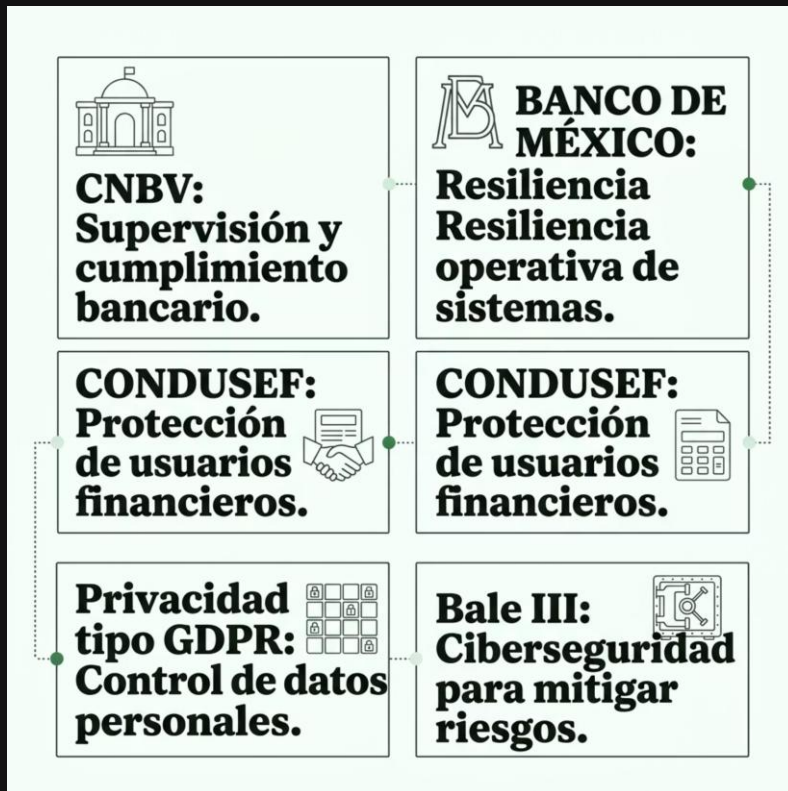 CNBV:
Supervisión y
cumplimiento
bancario.
BANCO DE
MÉXICO:
Resiliencia
Resiliencia
operativa de
sistemas.
CONDUSEF:
Protección
de usuarios
financieros.
CONDUSEF:
Protección
de usuarios
financieros.
Privacidad
tipo GDPR:
Control de datos
personales.
Bale III:
Ciberseguridad
para mitigar
riesgos.